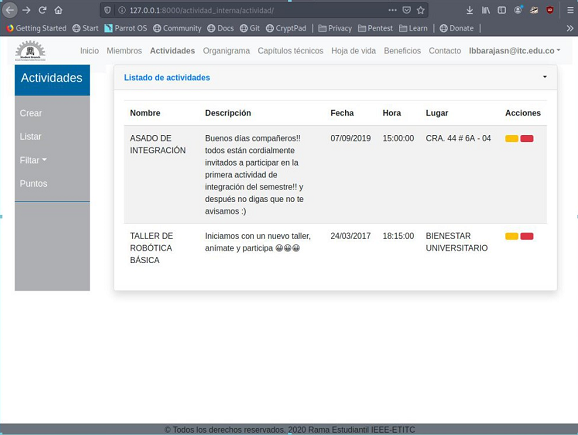 127.0.0.1:8000/actividad_interna/actividad/
Getting Started Start Parrot OS Community Docs Git CryptPad Privacy Pentest Learn Donate
Inicio Miembros Actividades Organigrama Capítulos técnicos Hoja de vida Beneficios Contacto lbbarajasn@itc.edu.co
Actividades
Crear
Listar
Filtar
Puntos
Listado de actividades
Nombre Descripción Fecha Hora Lugar Acciones
ASADO DE INTEGRACIÓN
Buenos días compañeros!!
todos están cordialmente
invitados a participar en la
primera actividad de
integración del semestre!! y
después no digas que no te
avisamos :)
07/09/2019 15:00:00 CRA. 44 # 6A - 04
TALLER DE
ROBÓTICA
BÁSICA
Iniciamos con un nuevo taller,
anímate y participa 😀😀😀
24/03/2017 18:15:00 BIENESTAR
UNIVERSITARIO
© Todos los derechos reservados, 2020 Rama Estudiantil IEEE-ETITC